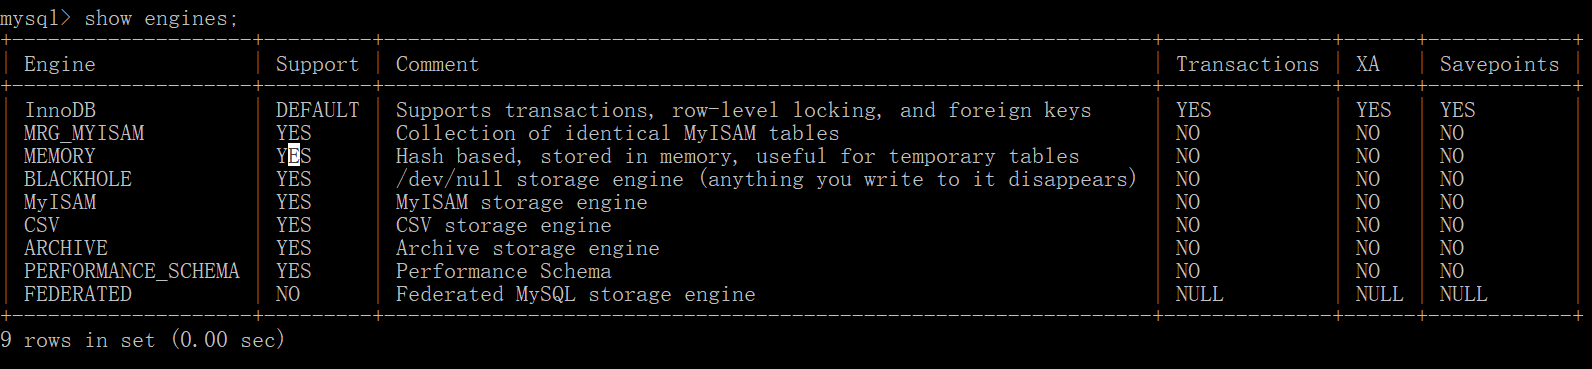 mysql> show engines;
+--------------------+---------+----------------------------------------------------------------+--------------+------+------------+
| Engine             | Support | Comment                                                        | Transactions | XA   | Savepoints |
+--------------------+---------+----------------------------------------------------------------+--------------+------+------------+
| InnoDB             | DEFAULT | Supports transactions, row-level locking, and foreign keys     | YES          | YES  | YES        |
| MRG_MYISAM         | YES     | Collection of identical MyISAM tables                          | NO           | NO   | NO         |
| MEMORY             | YES     | Hash based, stored in memory, useful for temporary tables      | NO           | NO   | NO         |
| BLACKHOLE          | YES     | /dev/null storage engine (anything you write to it disappears) | NO           | NO   | NO         |
| MyISAM             | YES     | MyISAM storage engine                                          | NO           | NO   | NO         |
| CSV                | YES     | CSV storage engine                                             | NO           | NO   | NO         |
| ARCHIVE            | YES     | Archive storage engine                                         | NO           | NO   | NO         |
| PERFORMANCE_SCHEMA | YES     | Performance Schema                                             | NO           | NO   | NO         |
| FEDERATED          | NO      | Federated MySQL storage engine                                 | NULL         | NULL | NULL       |
+--------------------+---------+----------------------------------------------------------------+--------------+------+------------+
9 rows in set (0.00 sec)